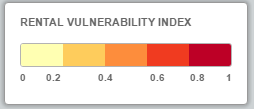 RENTAL VULNERABILITY INDEX
0 0.2 0.4 0.6 0.8 1